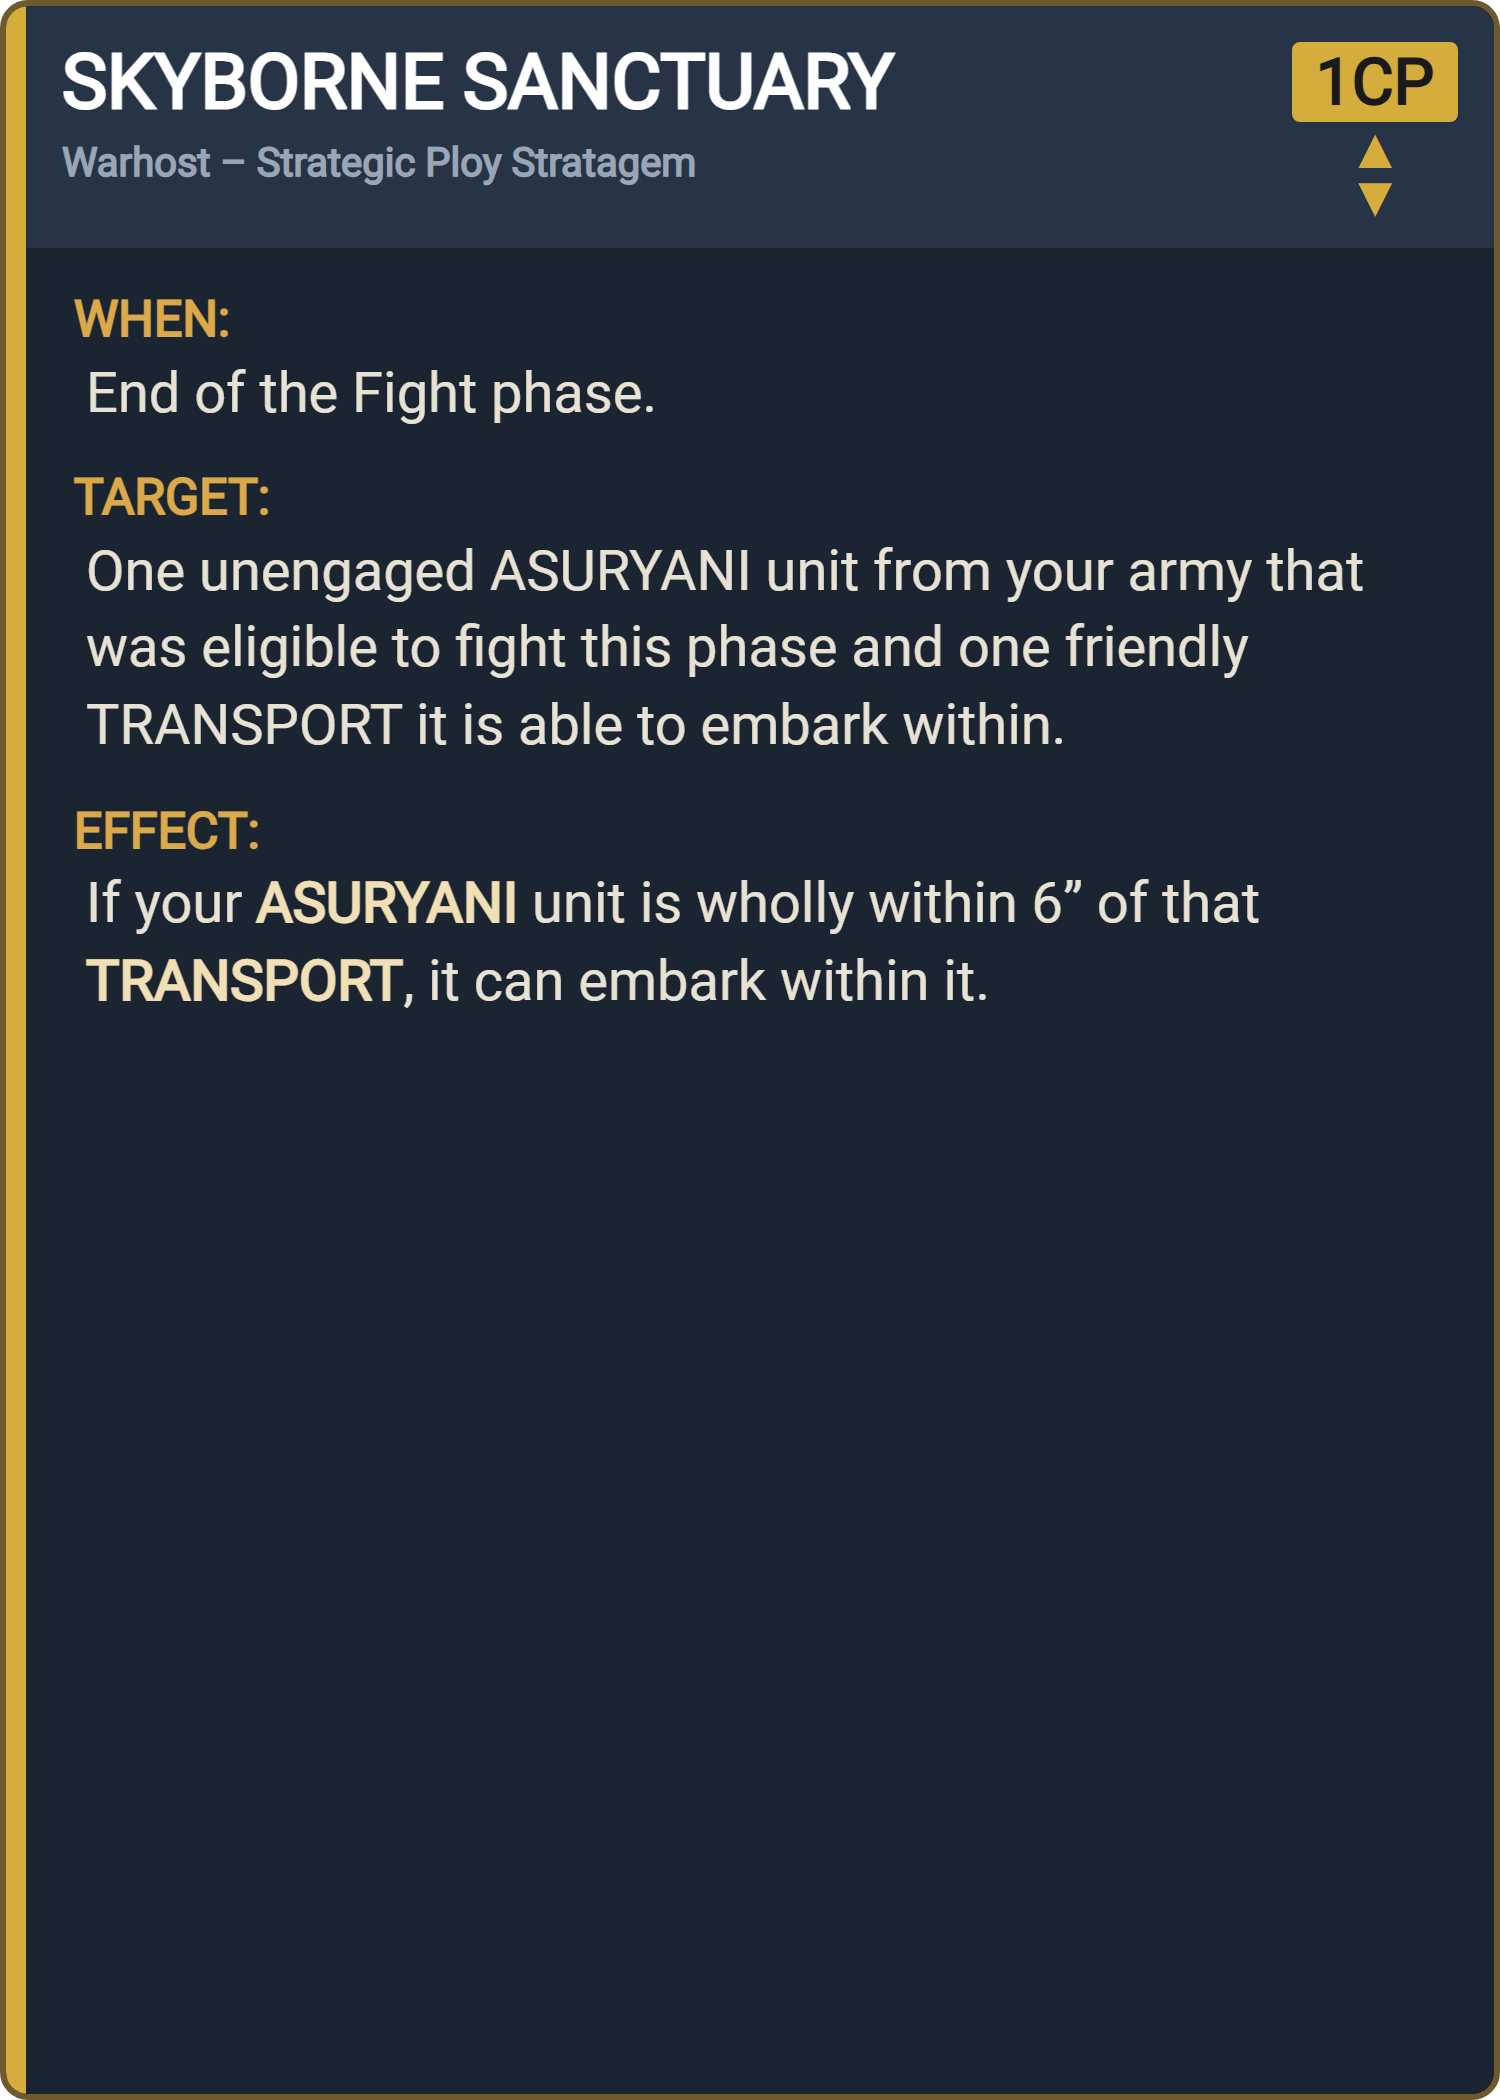 SKYBORNE SANCTUARY
1CP
Warhost – Strategic Ploy Stratagem
▲
▼
WHEN:
End of the Fight phase.
TARGET:
One unengaged ASURYANI unit from your army that
was eligible to fight this phase and one friendly
TRANSPORT it is able to embark within.
EFFECT:
If your ASURYANI unit is wholly within 6” of that
TRANSPORT, it can embark within it.